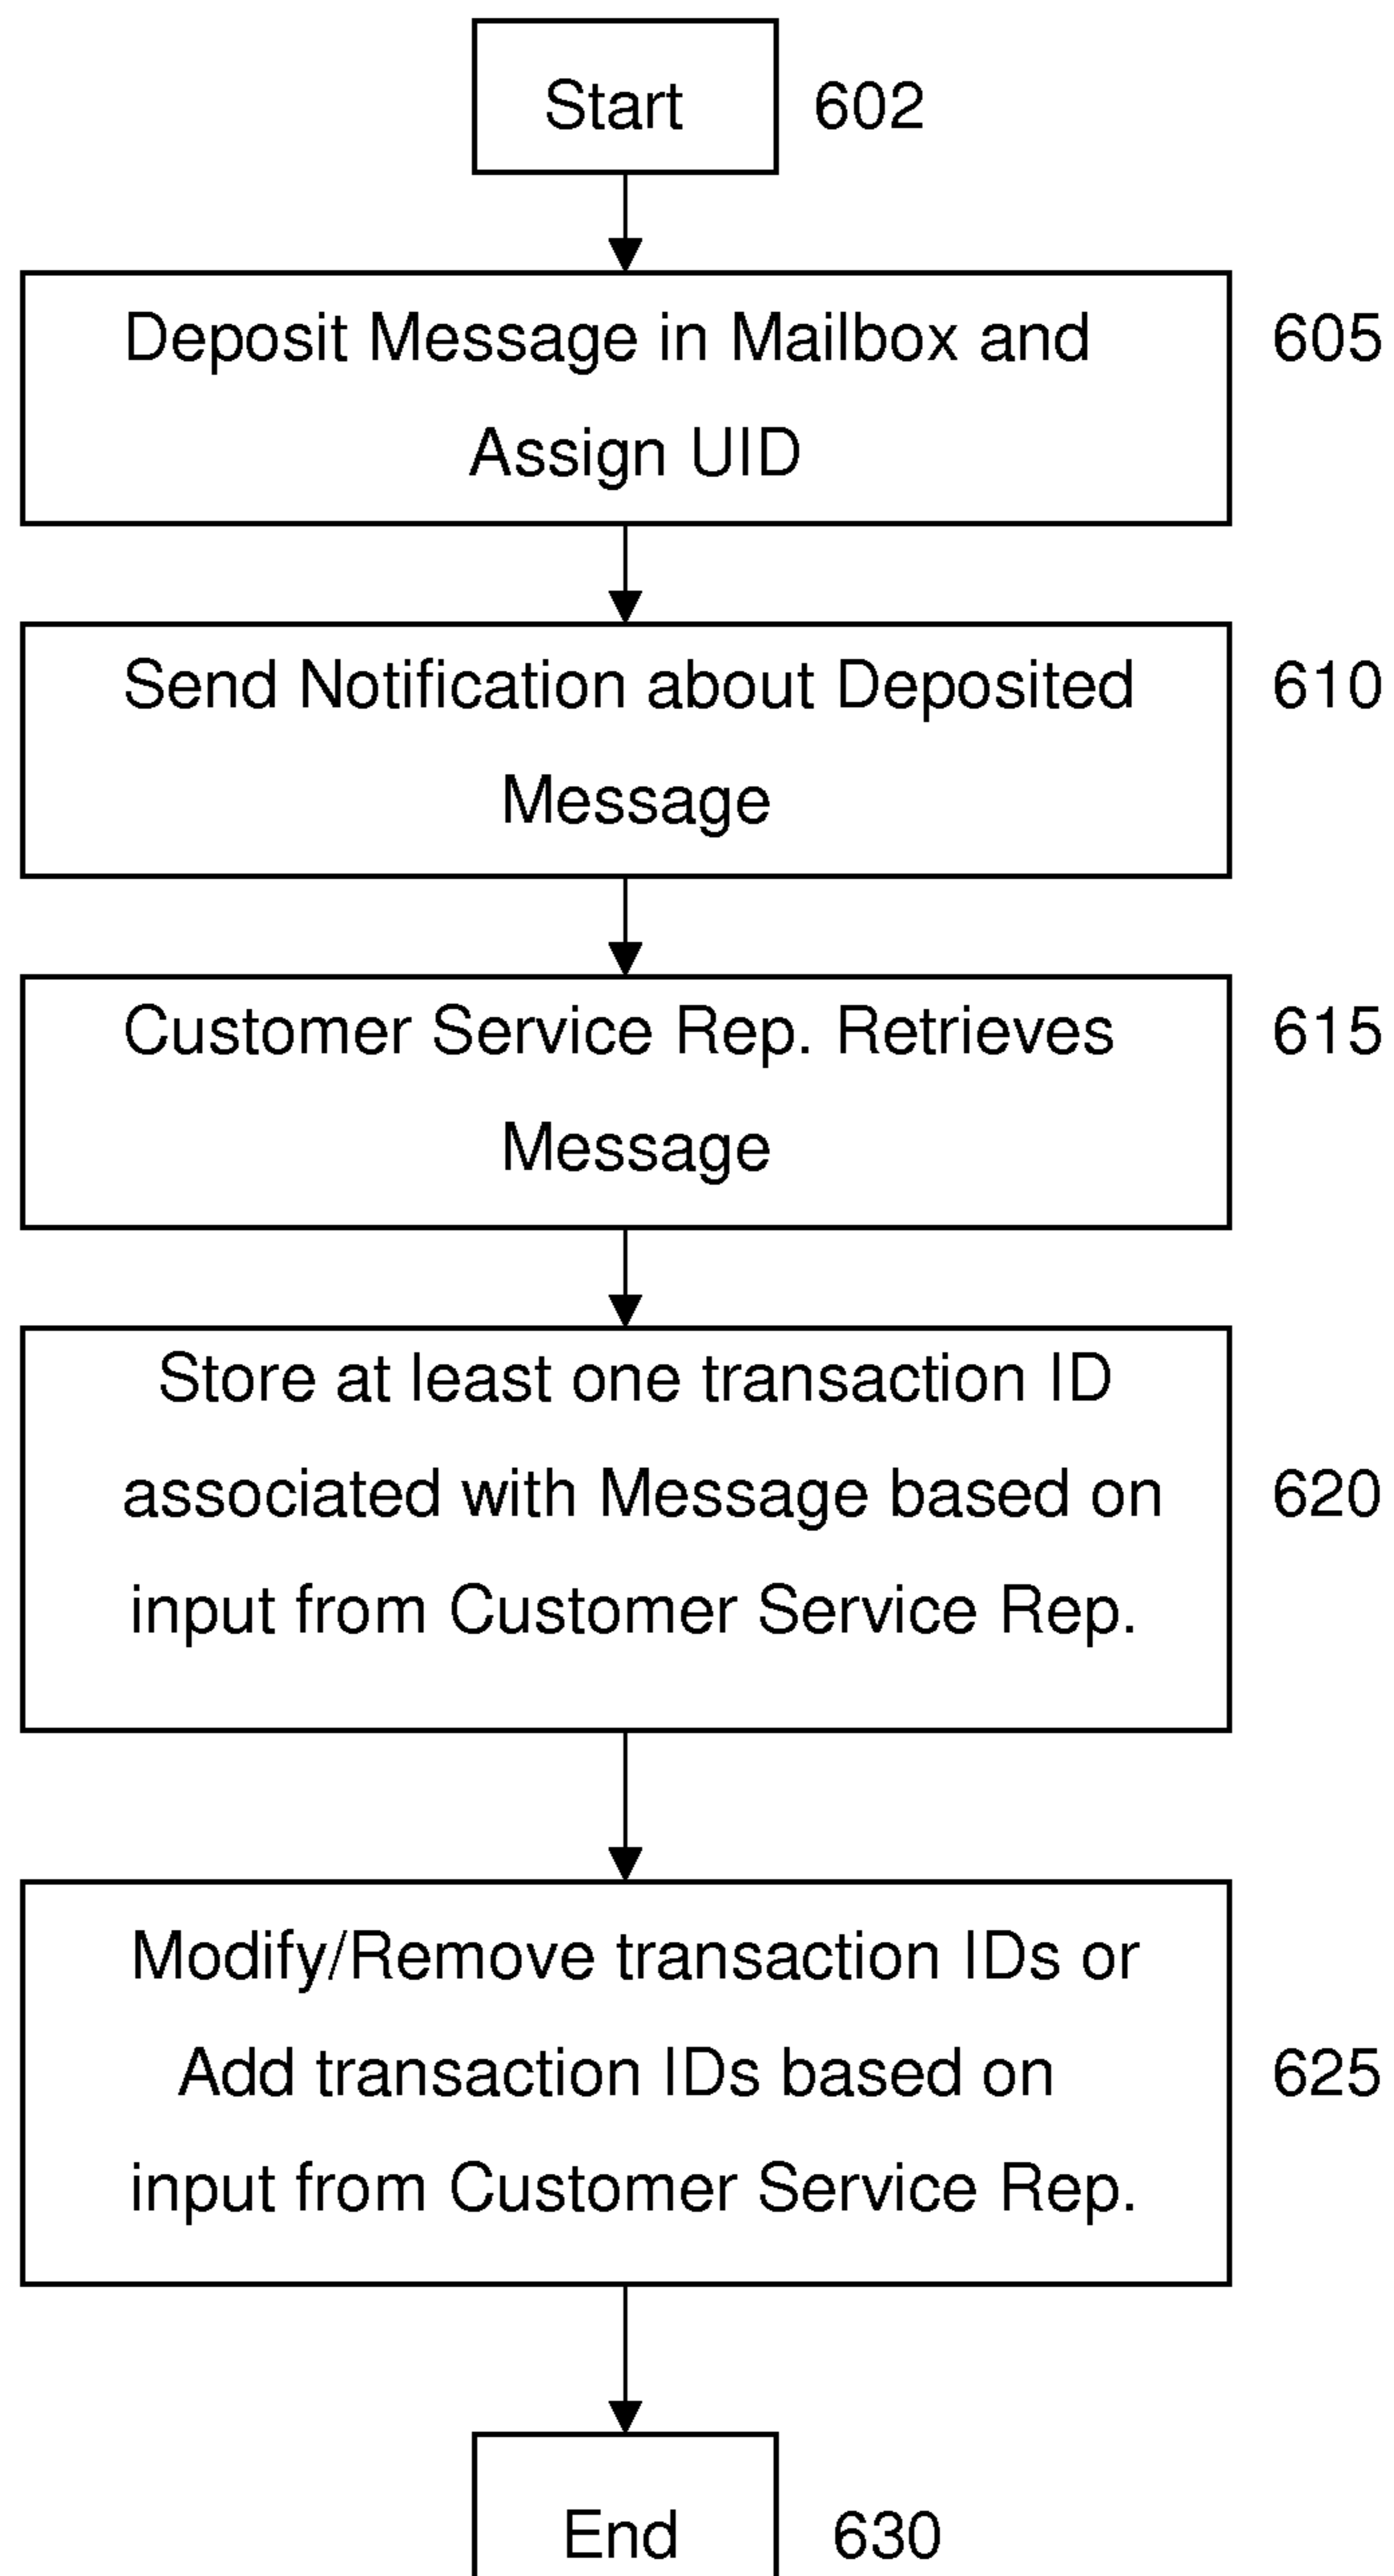 Start 602
Deposit Message in Mailbox and 605
Assign UID
Send Notification about Deposited 610
Message
Customer Service Rep. Retrieves 615
Message
Store at least one transaction ID
associated with Message based on 620
input from Customer Service Rep.
Modify/Remove transaction IDs or
Add transaction IDs based on 625
input from Customer Service Rep.
End 630